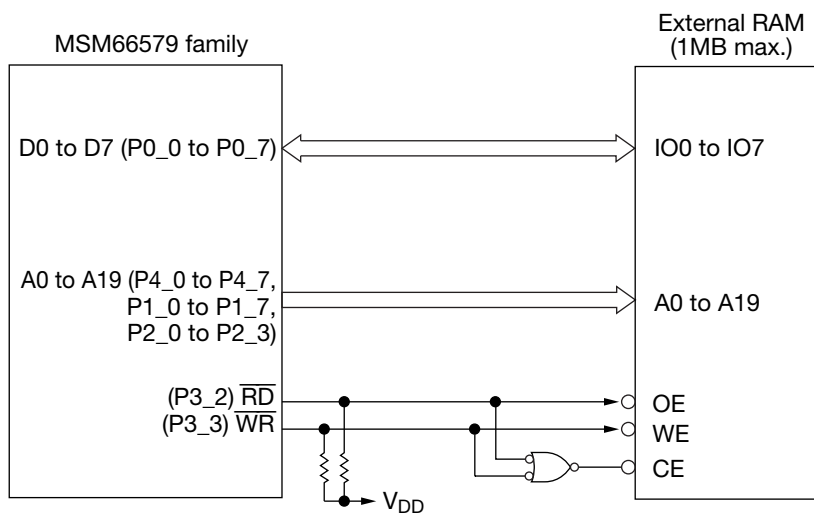 MSM66579 family
External RAM
(1MB max.)
D0 to D7 (P0_0 to P0_7)
IO0 to IO7
A0 to A19 (P4_0 to P4_7,
P1_0 to P1_7,
P2_0 to P2_3)
A0 to A19
(P3_2) RD
OE
(P3_3) WR
WE
CE
VDD